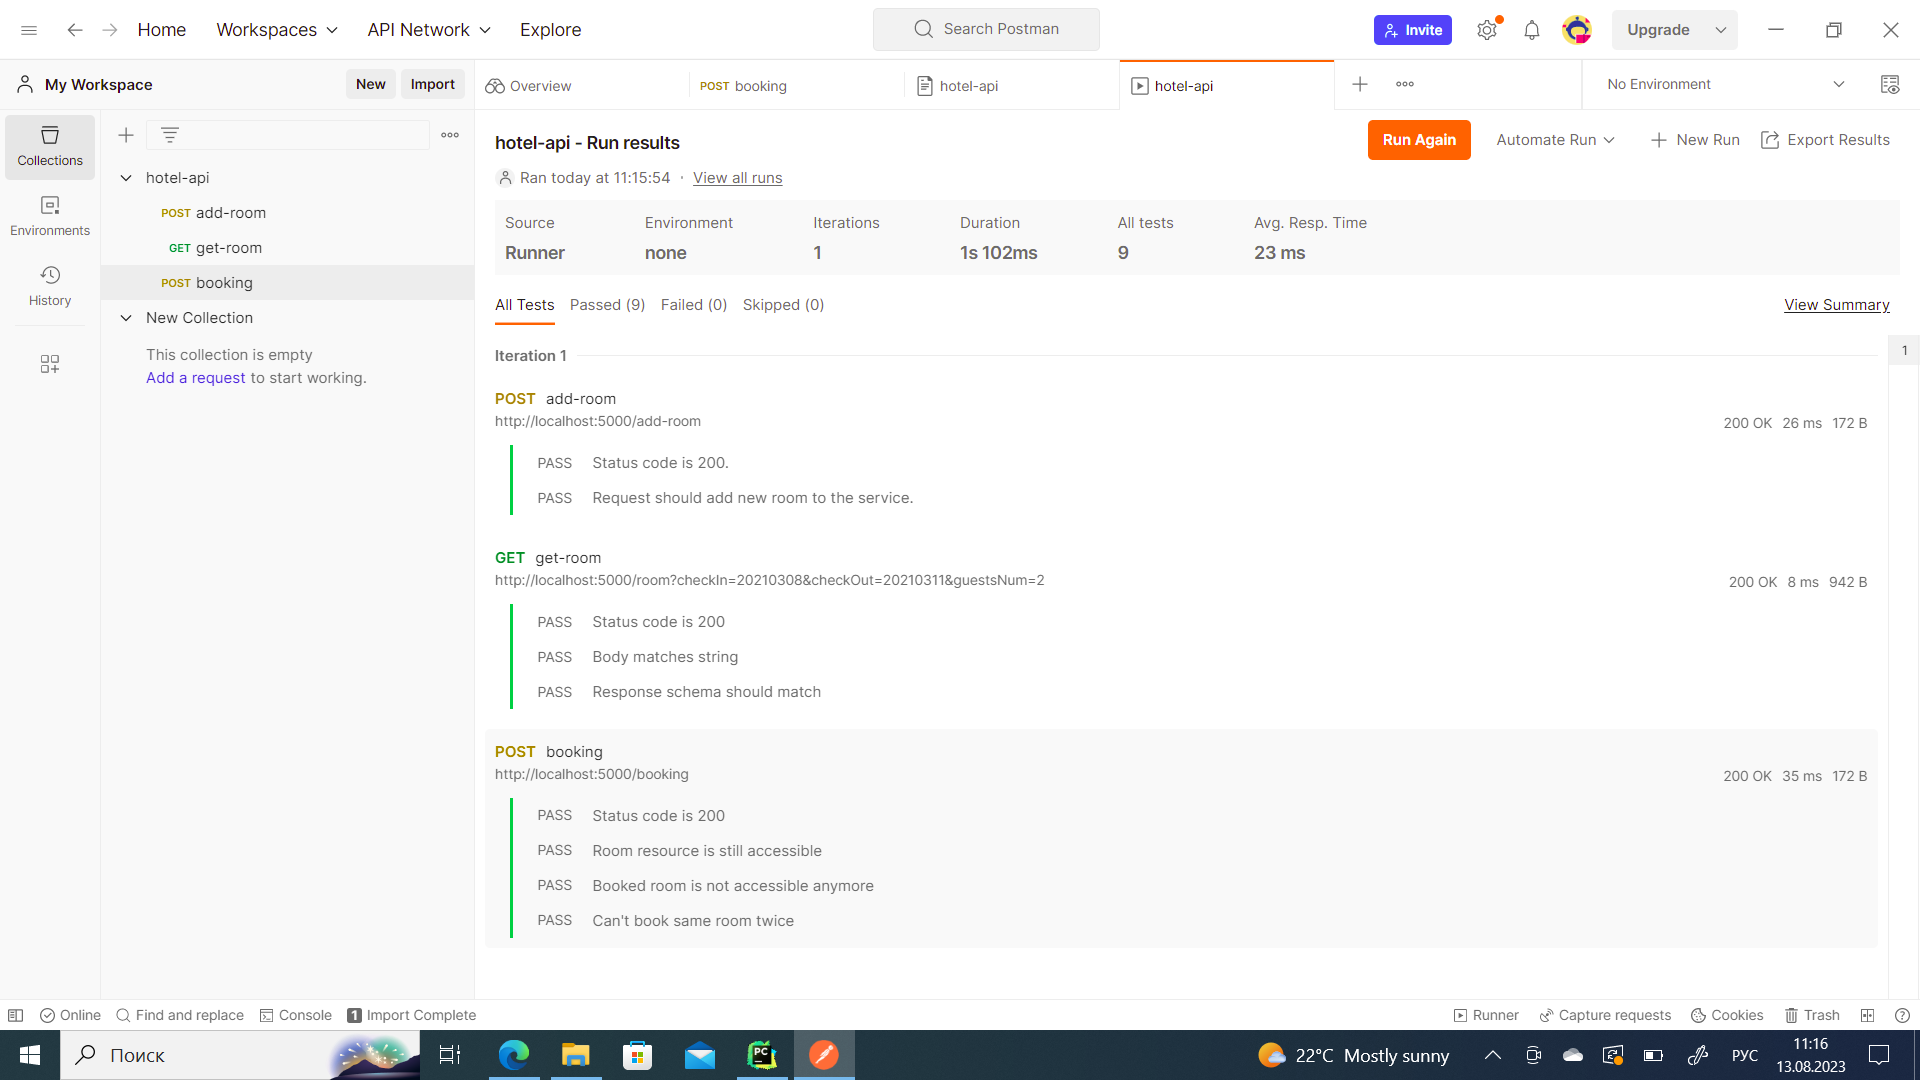 Home Workspaces API Network Explore Search Postman Invite Upgrade
My Workspace New Import Overview POST booking hotel-api hotel-api No Environment
Collections
Environments
History
hotel-api
POST add-room
GET get-room
POST booking
New Collection
This collection is empty
Add a request to start working.
hotel-api - Run results Run Again Automate Run New Run Export Results
Ran today at 11:15:54 · View all runs
Source Environment Iterations Duration All tests Avg. Resp. Time
Runner none 1 1s 102ms 9 23 ms
All Tests Passed (9) Failed (0) Skipped (0) View Summary
Iteration 1 1
POST add-room
http://localhost:5000/add-room 200 OK 26 ms 172 B
PASS Status code is 200.
PASS Request should add new room to the service.
GET get-room
http://localhost:5000/room?checkIn=20210308&checkOut=20210311&guestsNum=2 200 OK 8 ms 942 B
PASS Status code is 200
PASS Body matches string
PASS Response schema should match
POST booking
http://localhost:5000/booking 200 OK 35 ms 172 B
PASS Status code is 200
PASS Room resource is still accessible
PASS Booked room is not accessible anymore
PASS Can't book same room twice
Online Find and replace Console 1 Import Complete Runner Capture requests Cookies Trash
Поиск PC 22°C Mostly sunny РУС 11:16
13.08.2023